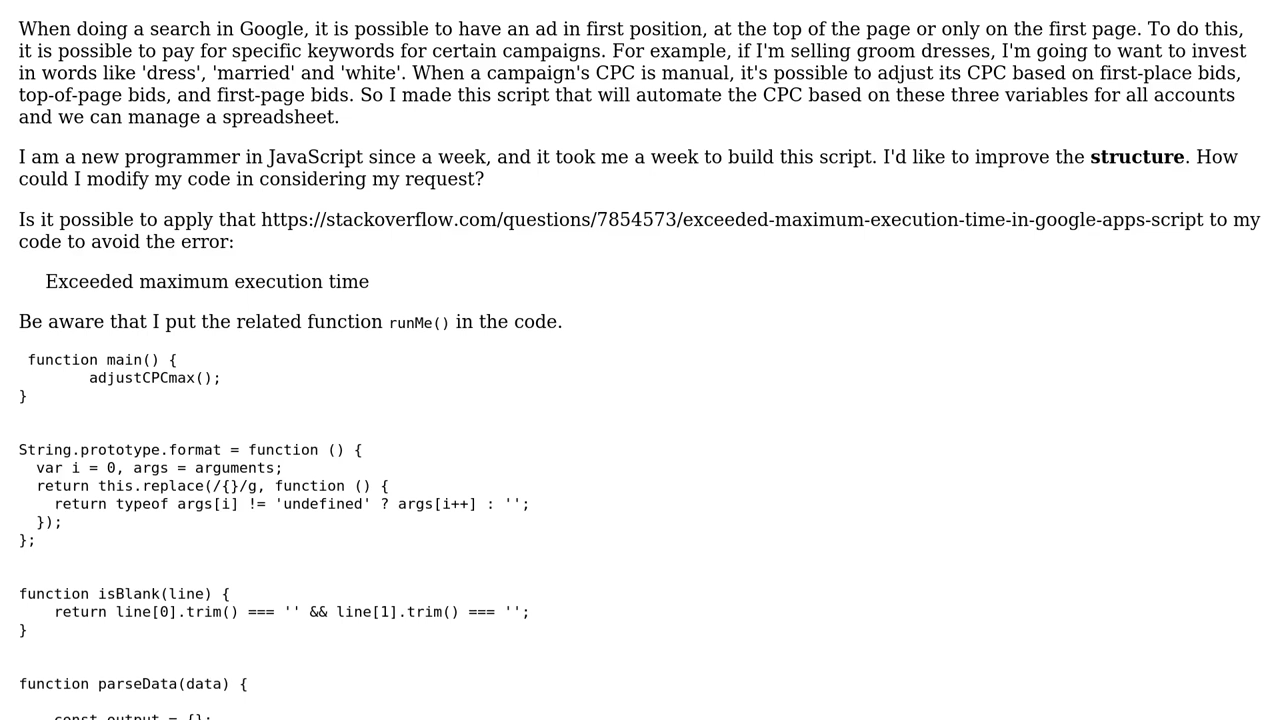 When doing a search in Google, it is possible to have an ad in first position, at the top of the page or only on the first page. To do this,
it is possible to pay for specific keywords for certain campaigns. For example, if I'm selling groom dresses, I'm going to want to invest
in words like 'dress', 'married' and 'white'. When a campaign's CPC is manual, it's possible to adjust its CPC based on first-place bids,
top-of-page bids, and first-page bids. So I made this script that will automate the CPC based on these three variables for all accounts
and we can manage a spreadsheet.
I am a new programmer in JavaScript since a week, and it took me a week to build this script. I'd like to improve the structure. How
could I modify my code in considering my request?
Is it possible to apply that https://stackoverflow.com/questions/7854573/exceeded-maximum-execution-time-in-google-apps-script to my
code to avoid the error:
Exceeded maximum execution time
Be aware that I put the related function runMe() in the code.
function main() {
adjustCPCmax();
}
String.prototype.format = function () {
var i = 0, args = arguments;
return this.replace(/{}/g, function () {
return typeof args[i] != 'undefined' ? args[i++] : '';
});
};
function isBlank(line) {
return line[0].trim() === '' && line[1].trim() === '';
}
function parseData(data) {
const output = {};